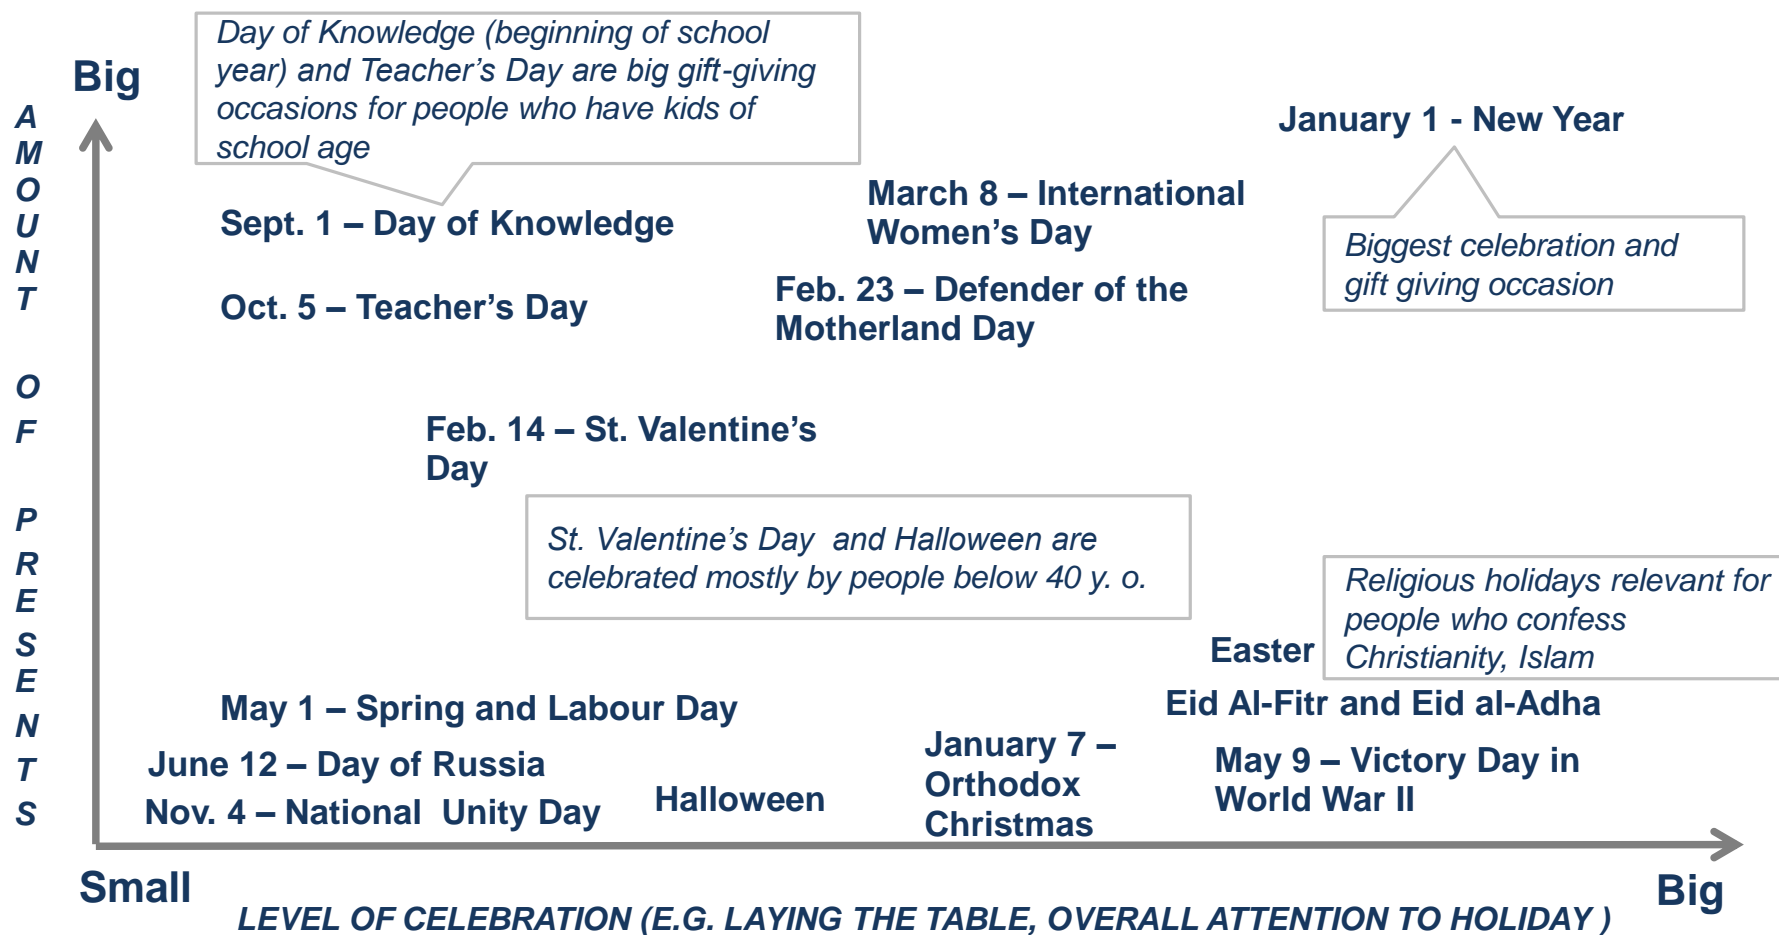 Day of Knowledge (beginning of school
year) and Teacher’s Day are big gift-giving
occasions for people who have kids of
school age
Big
AMOUNT OF PRESENTS
January 1 - New Year
March 8 – International
Women’s Day
Sept. 1 – Day of Knowledge
Biggest celebration and
gift giving occasion
Feb. 23 – Defender of the
Motherland Day
Oct. 5 – Teacher’s Day
Feb. 14 – St. Valentine’s
Day
St. Valentine’s Day  and Halloween are
celebrated mostly by people below 40 y. o.
Religious holidays relevant for
people who confess
Christianity, Islam
Easter
Eid Al-Fitr and Eid al-Adha
May 1 – Spring and Labour Day
January 7 –
Orthodox
Christmas
May 9 – Victory Day in
World War II
June 12 – Day of Russia
Halloween
Nov. 4 – National  Unity Day
Small
Big
LEVEL OF CELEBRATION (E.G. LAYING THE TABLE, OVERALL ATTENTION TO HOLIDAY )